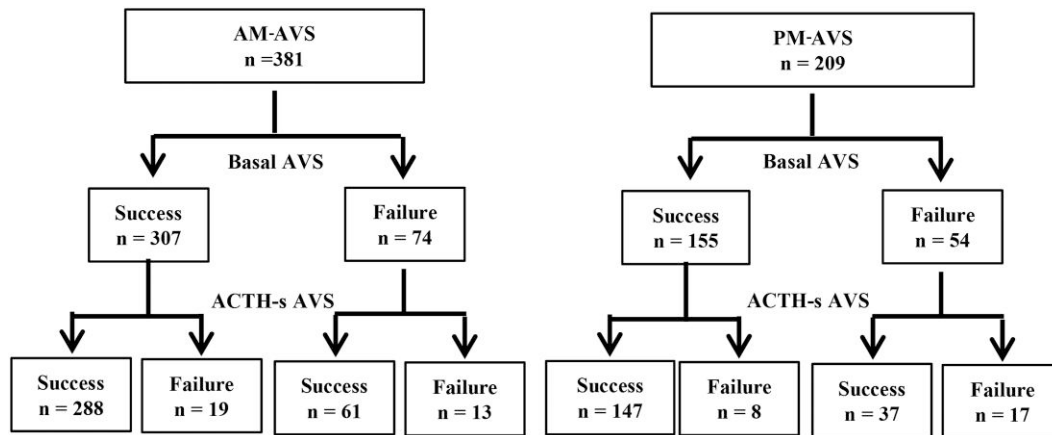 AM-AVS
n =381
PM-AVS
n = 209
Basal AVS
Basal AVS
Success
n = 307
Failure
n = 74
Success
n = 155
Failure
n = 54
ACTH-s AVS
ACTH-s AVS
Success
n = 288
Failure
n = 19
Success
n = 61
Failure
n = 13
Success
n = 147
Failure
n = 8
Success
n = 37
Failure
n = 17